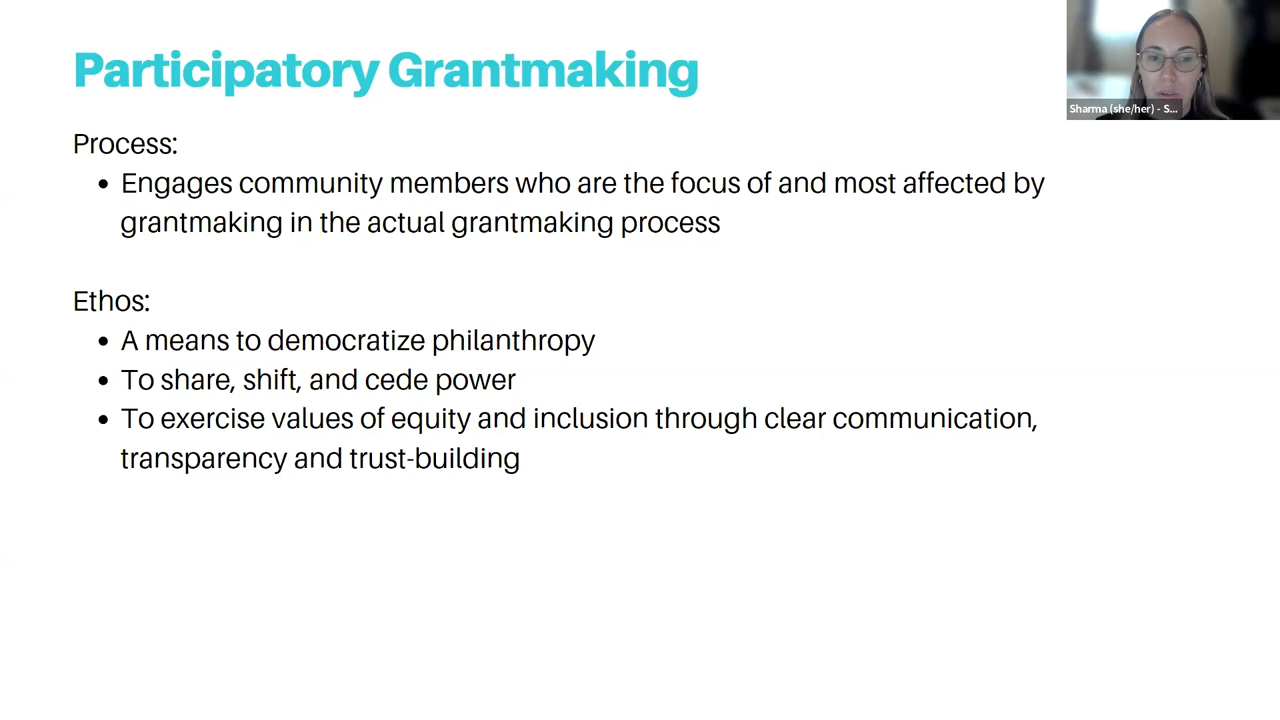 Participatory Grantmaking
Sharma (she/her) - S...
Process:
• Engages community members who are the focus of and most affected by
grantmaking in the actual grantmaking process
Ethos:
• A means to democratize philanthropy
• To share, shift, and cede power
• To exercise values of equity and inclusion through clear communication,
transparency and trust-building